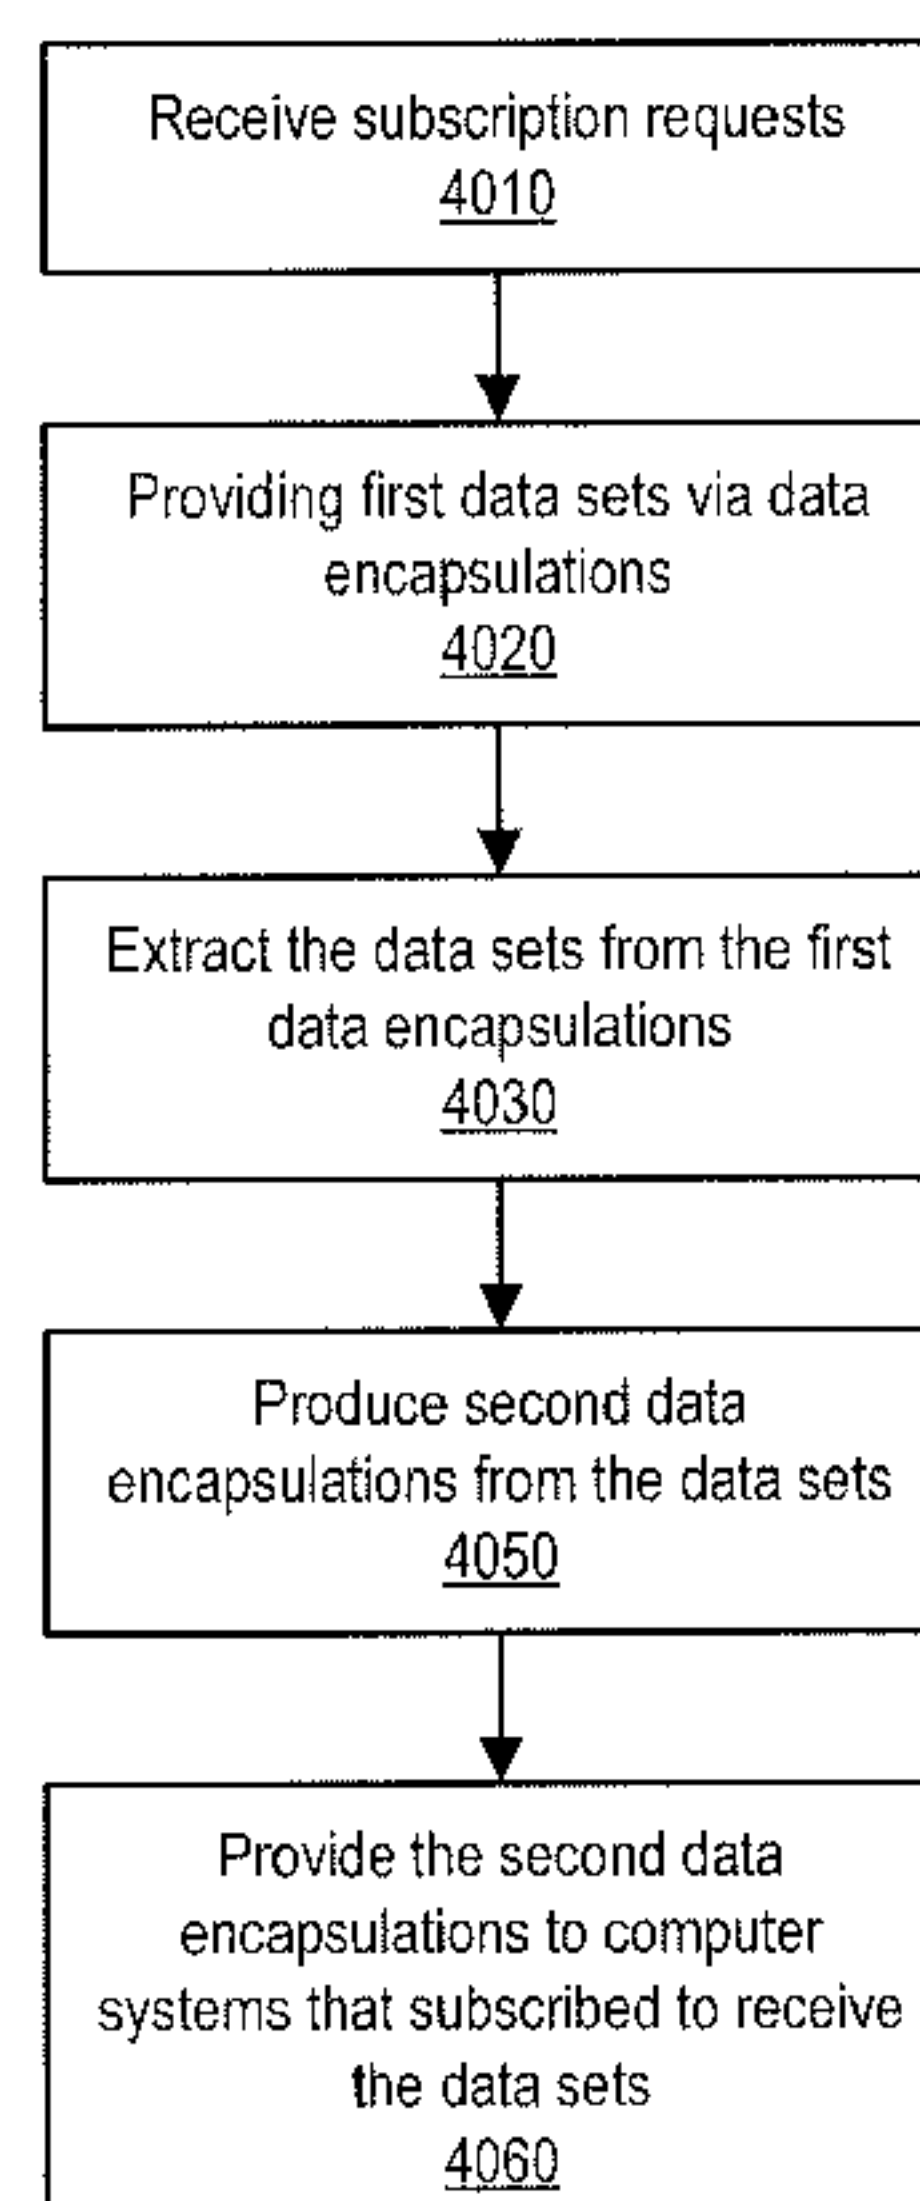 Receive subscription requests
4010
Providing first data sets via data
encapsulations
4020
Extract the data sets from the first
data encapsulations
4030
Produce second data
encapsulations from the data sets
4050
Provide the second data
encapsulations to computer
systems that subscribed to receive
the data sets
4060